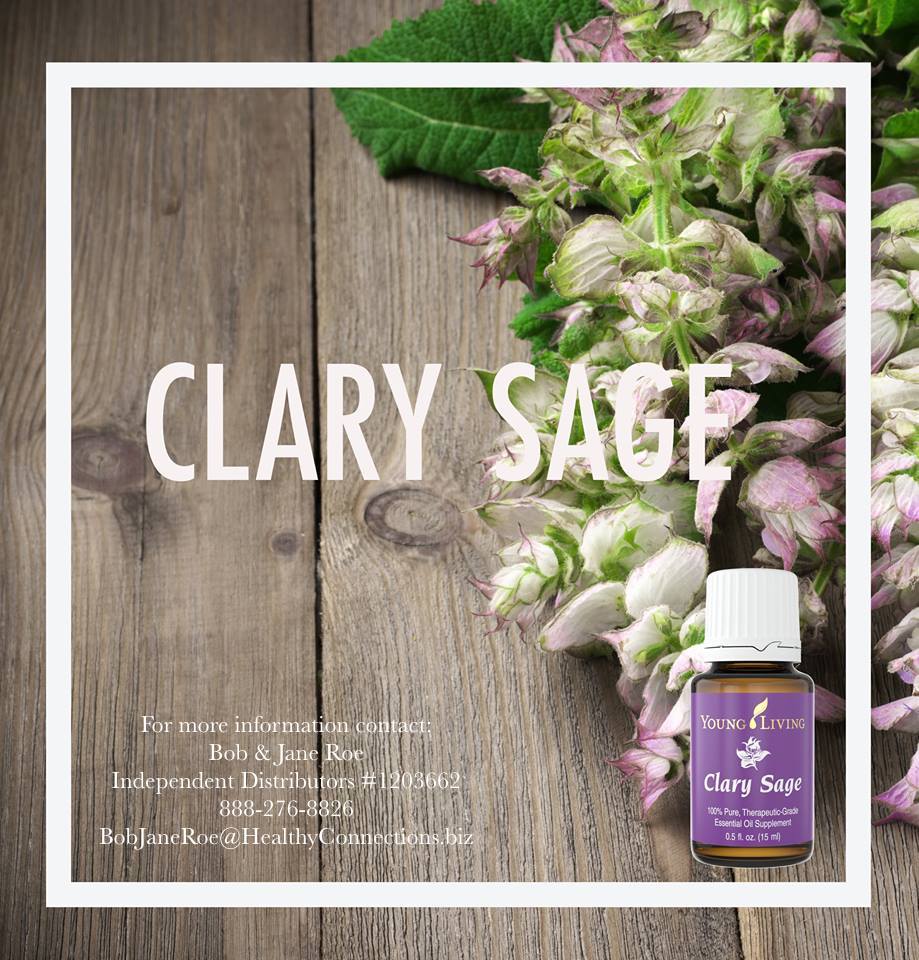 CLARY SAGE
For more information contact:
Bob & Jane Roe
Independent Distributors #1203662
888-276-8826
BobJaneRoe@HealthyConnections.biz
YOUNG LIVING
Clary Sage
100% Pure, Therapeutic-Grade
Essential Oil Supplement
0.5 fl. oz. (15 ml)